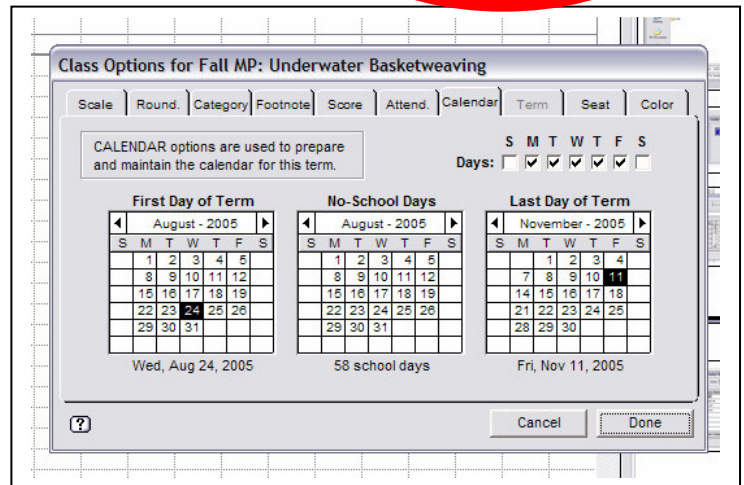 Class Options for Fall MP: Underwater Basketweaving
Scale Round. Category Footnote Score Attend. Calendar Term Seat Color
CALENDAR options are used to prepare
and maintain the calendar for this term.
S M T W T F S
Days:
First Day of Term
August - 2005
S M T W T F S
1 2 3 4 5
8 9 10 11 12
15 16 17 18 19
22 23 24 25 26
29 30 31
Wed, Aug 24, 2005
No-School Days
August - 2005
S M T W T F S
1 2 3 4 5
8 9 10 11 12
15 16 17 18 19
22 23 24 25 26
29 30 31
58 school days
Last Day of Term
November - 2005
S M T W T F S
1 2 3 4
7 8 9 10 11
14 15 16 17 18
21 22 23 24 25
28 29 30
Fri, Nov 11, 2005
?
Cancel Done